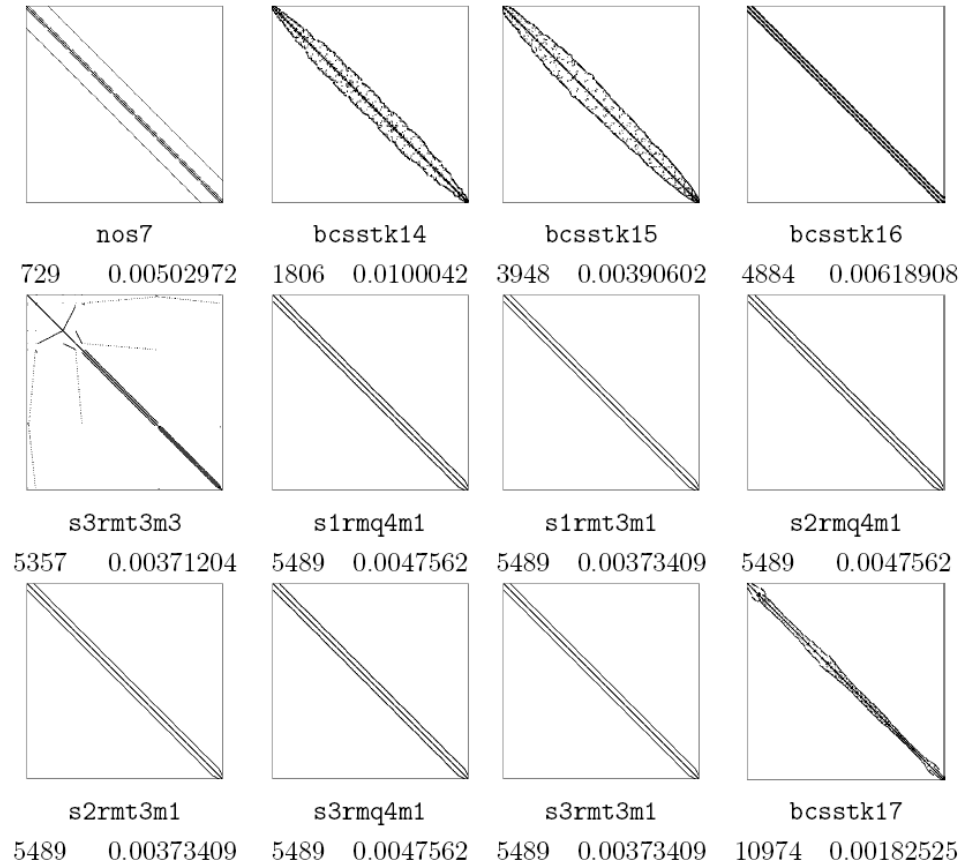 nos7 bcsstk14 bcsstk15 bcsstk16
729 0.00502972 1806 0.0100042 3948 0.00390602 4884 0.00618908
s3rmt3m3 s1rmq4m1 s1rmt3m1 s2rmq4m1
5357 0.00371204 5489 0.0047562 5489 0.00373409 5489 0.0047562
s2rmt3m1 s3rmq4m1 s3rmt3m1 bcsstk17
5489 0.00373409 5489 0.0047562 5489 0.00373409 10974 0.00182525